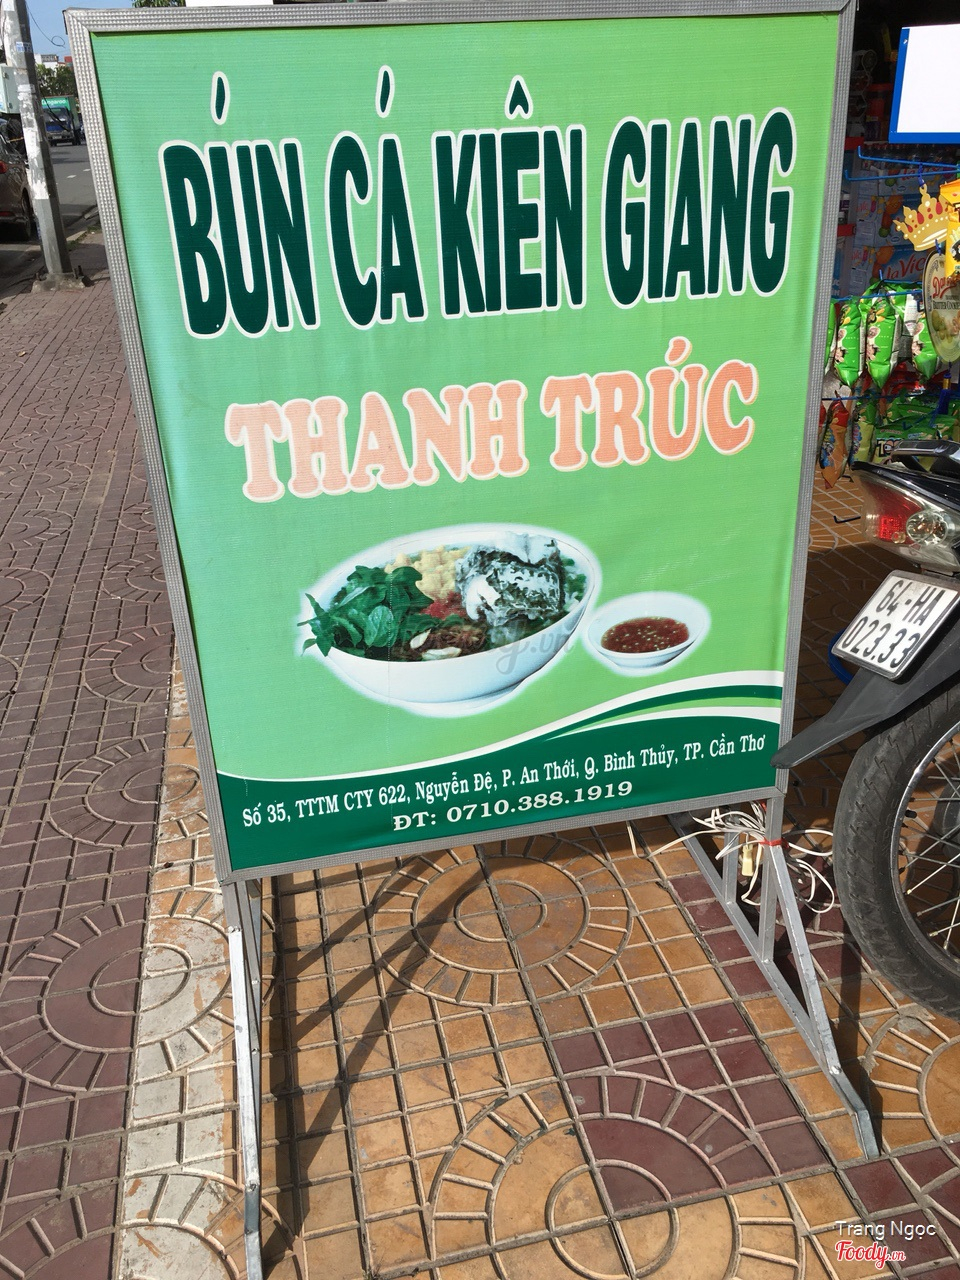 BÚN CÁ KIÊN GIANG
THANH TRÚC
Số 35, TTTM CTY 622, Nguyễn Đệ, P. An Thới, Q. Bình Thủy, TP. Cần Thơ
ĐT: 0710.388.1919
64-HA
023.33
Trang Ngọc
Foody.vn